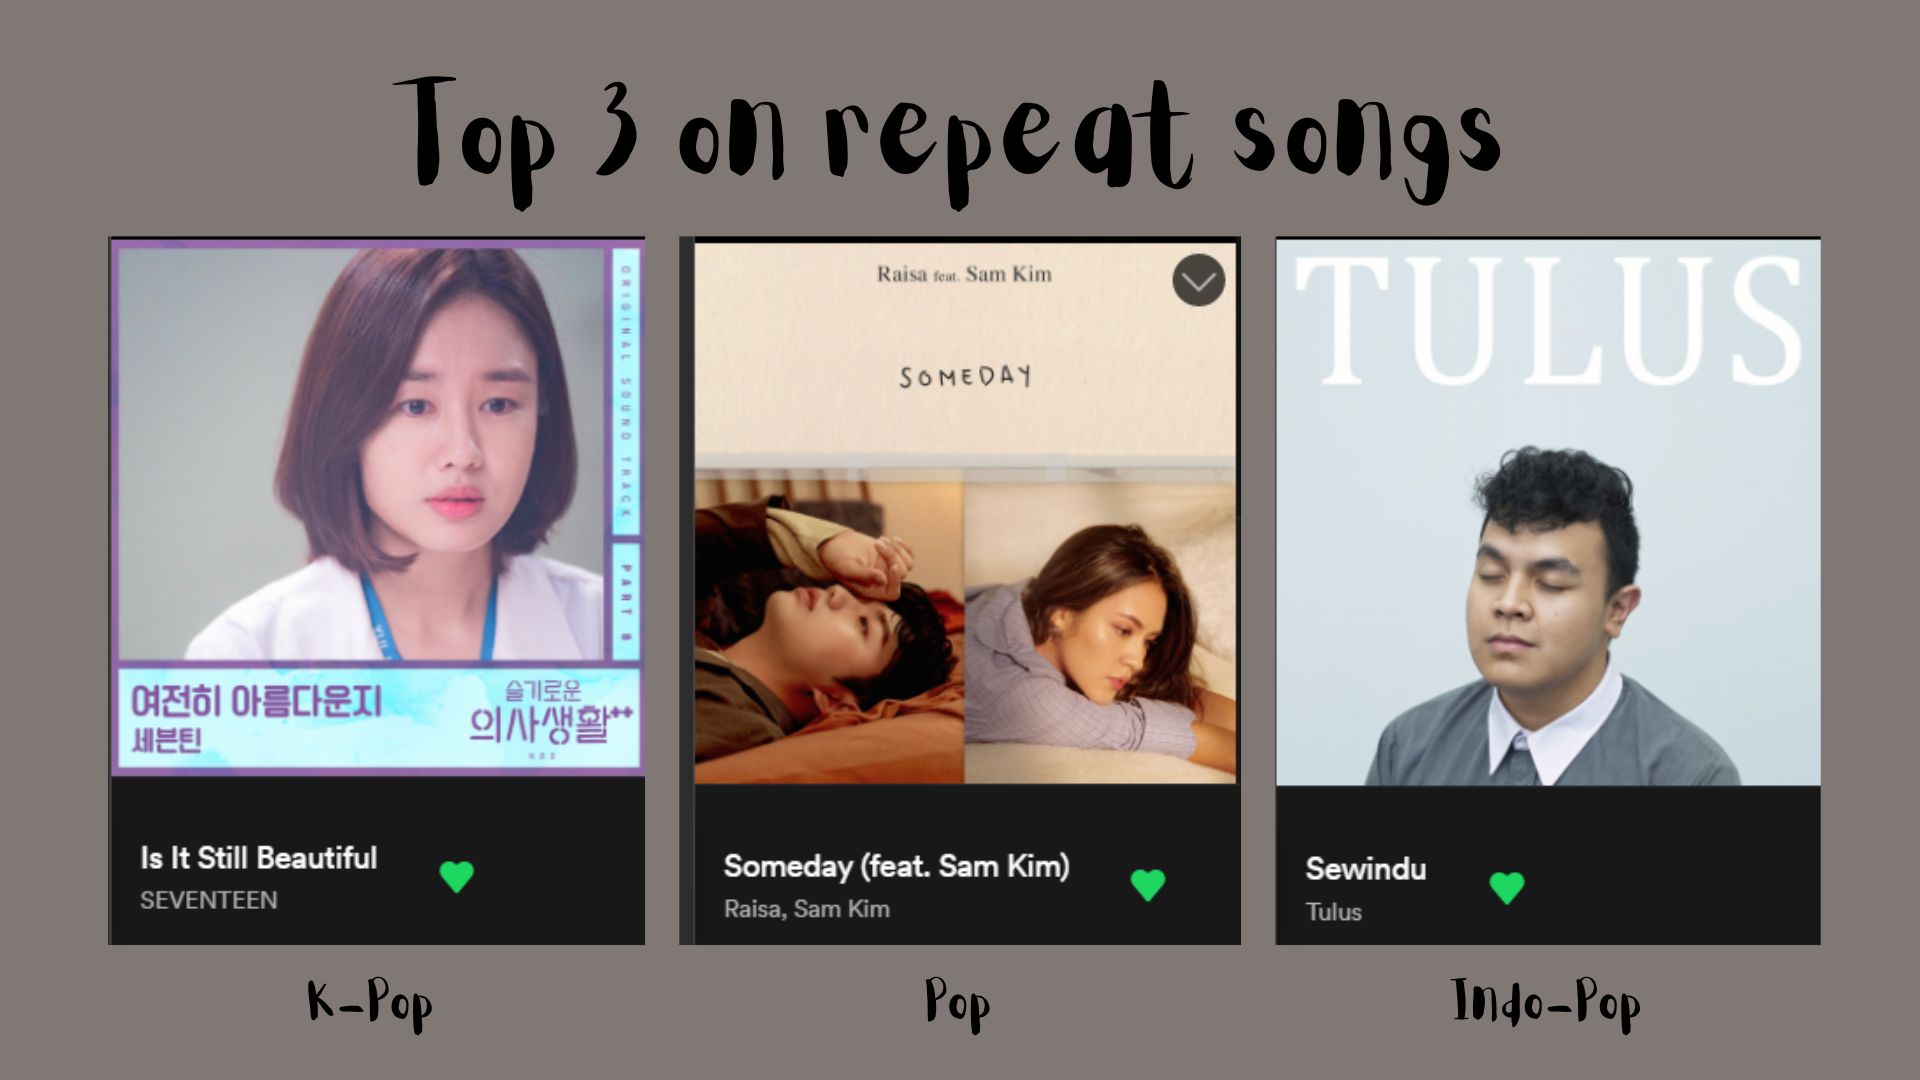 Top 3 on repeat songs
ORIGINAL SOUND TRACK
PART 8
여전히 아름다운지
세븐틴
슬기로운
의사생활
Is It Still Beautiful
SEVENTEEN
K-Pop
Raisa feat. Sam Kim
SOMEDAY
Someday (feat. Sam Kim)
Raisa, Sam Kim
Pop
TULUS
Sewindu
Tulus
Indo-Pop